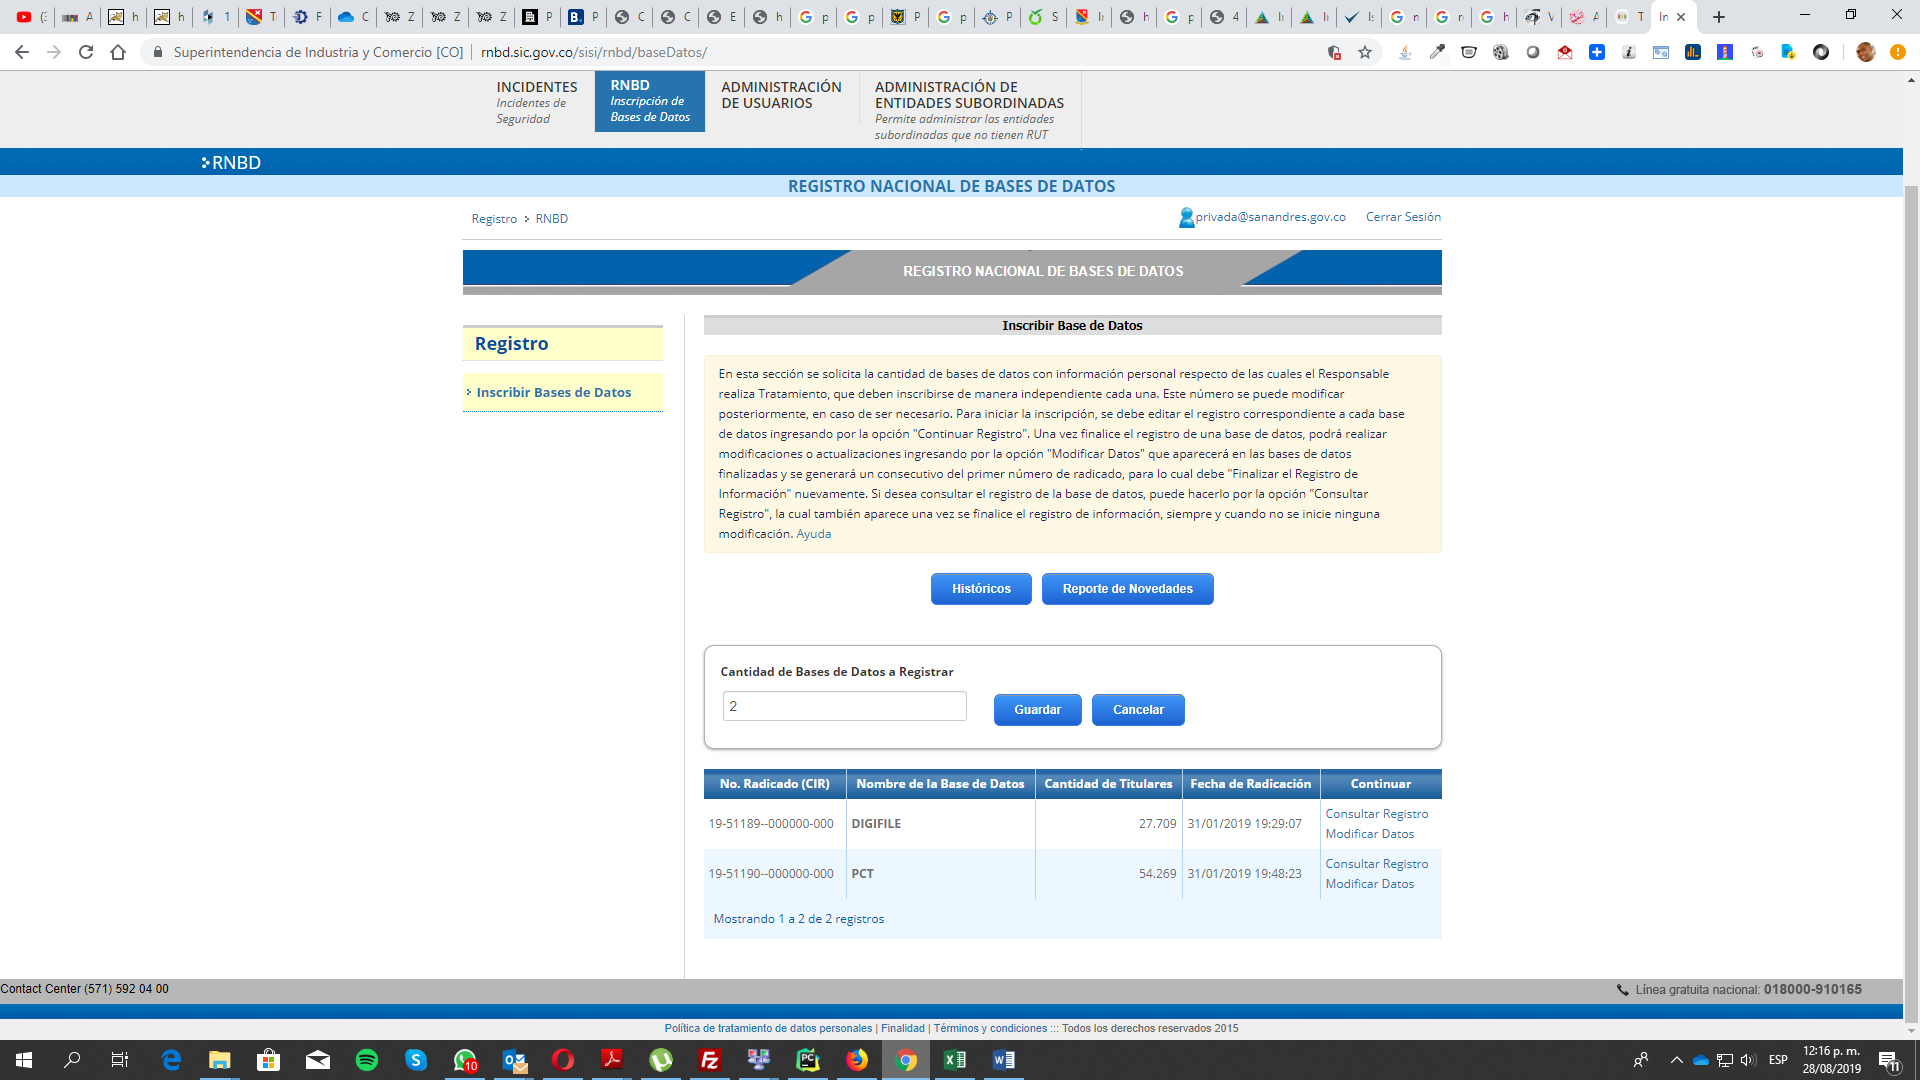 Superintendencia de Industria y Comercio [CO] | rnbd.sic.gov.co/sisi/rnbd/baseDatos/
INCIDENTES
Incidentes de
Seguridad
RNBD
Inscripción de
Bases de Datos
ADMINISTRACIÓN
DE USUARIOS
ADMINISTRACIÓN DE
ENTIDADES SUBORDINADAS
Permite administrar las entidades
subordinadas que no tienen RUT
RNBD
REGISTRO NACIONAL DE BASES DE DATOS
Registro RNBD
privada@sanandres.gov.co Cerrar Sesión
REGISTRO NACIONAL DE BASES DE DATOS
Registro
Inscribir Bases de Datos
Inscribir Base de Datos
En esta sección se solicita la cantidad de bases de datos con información personal respecto de las cuales el Responsable
realiza Tratamiento, que deben inscribirse de manera independiente cada una. Este número se puede modificar
posteriormente, en caso de ser necesario. Para iniciar la inscripción, se debe editar el registro correspondiente a cada base
de datos ingresando por la opción "Continuar Registro". Una vez finalice el registro de una base de datos, podrá realizar
modificaciones o actualizaciones ingresando por la opción "Modificar Datos" que aparecerá en las bases de datos
finalizadas y se generará un consecutivo del primer número de radicado, para lo cual debe "Finalizar el Registro de
Información" nuevamente. Si desea consultar el registro de la base de datos, puede hacerlo por la opción "Consultar
Registro", la cual también aparece una vez se finalice el registro de información, siempre y cuando no se inicie ninguna
modificación. Ayuda
Históricos Reporte de Novedades
Cantidad de Bases de Datos a Registrar
2 Guardar Cancelar
No. Radicado (CIR) Nombre de la Base de Datos Cantidad de Titulares Fecha de Radicación Continuar
19-51189--000000-000 DIGIFILE 27.709 31/01/2019 19:29:07 Consultar Registro
Modificar Datos
19-51190--000000-000 PCT 54.269 31/01/2019 19:48:23 Consultar Registro
Modificar Datos
Mostrando 1 a 2 de 2 registros
Contact Center (571) 592 04 00
Línea gratuita nacional: 018000-910165
Política de tratamiento de datos personales | Finalidad | Términos y condiciones ::: Todos los derechos reservados 2015
ESP
12:16 p. m.
28/08/2019